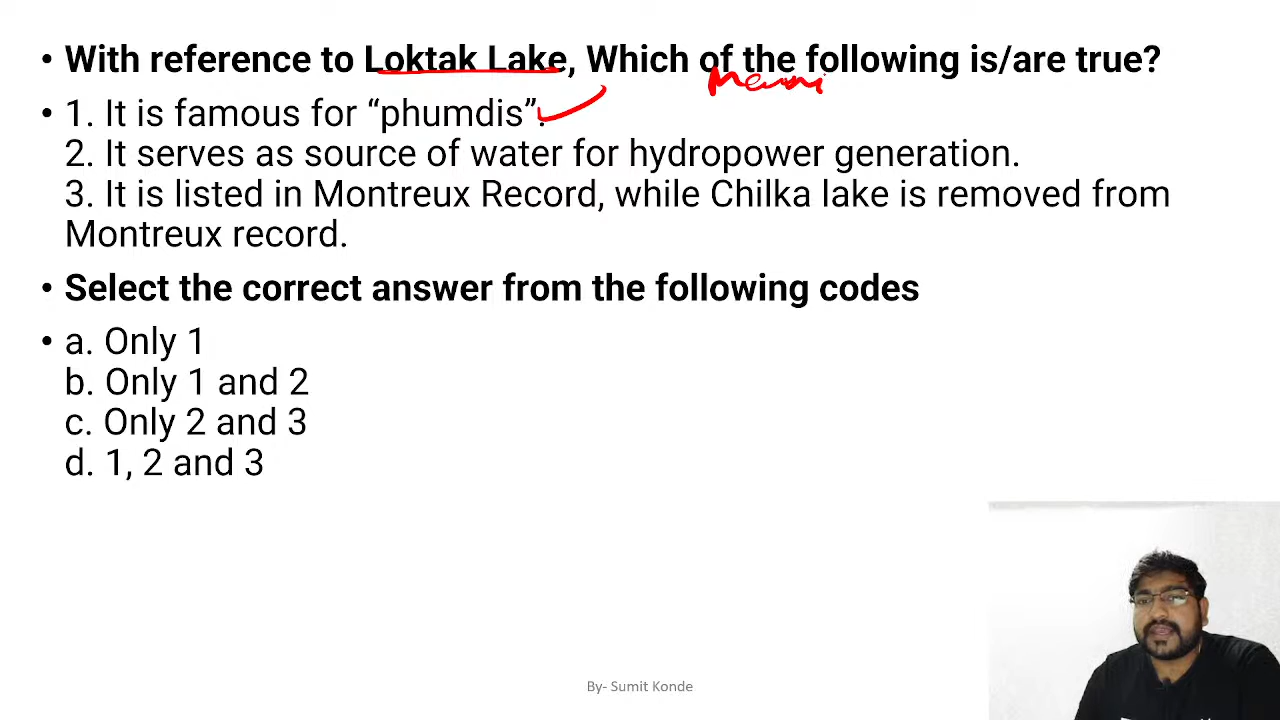 • With reference to Loktak Lake, Which of the following is/are true?
• 1. It is famous for “phumdis”.
2. It serves as source of water for hydropower generation.
3. It is listed in Montreux Record, while Chilka lake is removed from
Montreux record.
• Select the correct answer from the following codes
• a. Only 1
b. Only 1 and 2
c. Only 2 and 3
d. 1, 2 and 3
By- Sumit Konde